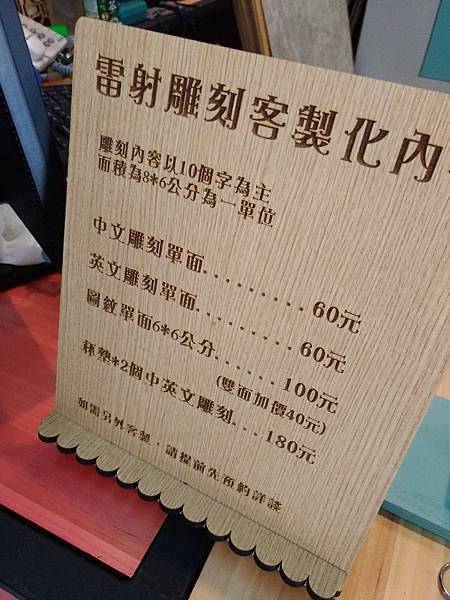 雷射雕刻客製化內
雕刻內容以10個字為主
面積為8*6公分為一單位
中文雕刻單面..........60元
英文雕刻單面..........60元
圖紋單面6*6公分.......100元
(雙面加價40元)
杯墊*2個中英文雕刻...180元
如需另外客製，請提前先預約詳談